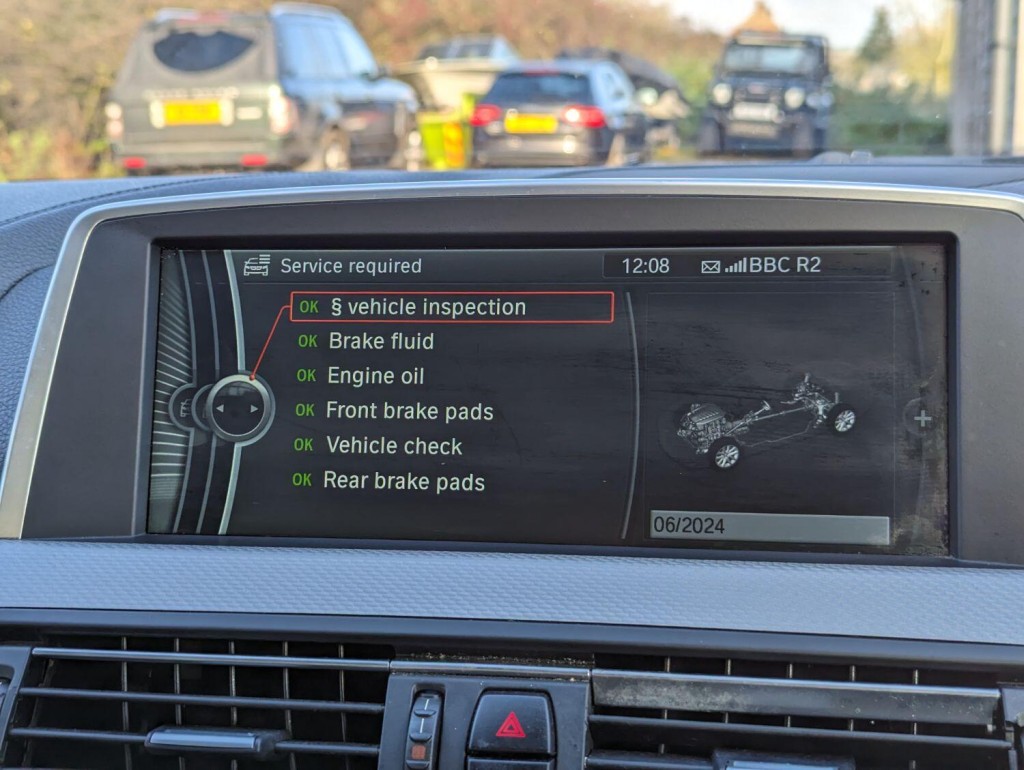 Service required 12:08 BBC R2
OK § vehicle inspection
OK Brake fluid
OK Engine oil
OK Front brake pads
OK Vehicle check
OK Rear brake pads
06/2024